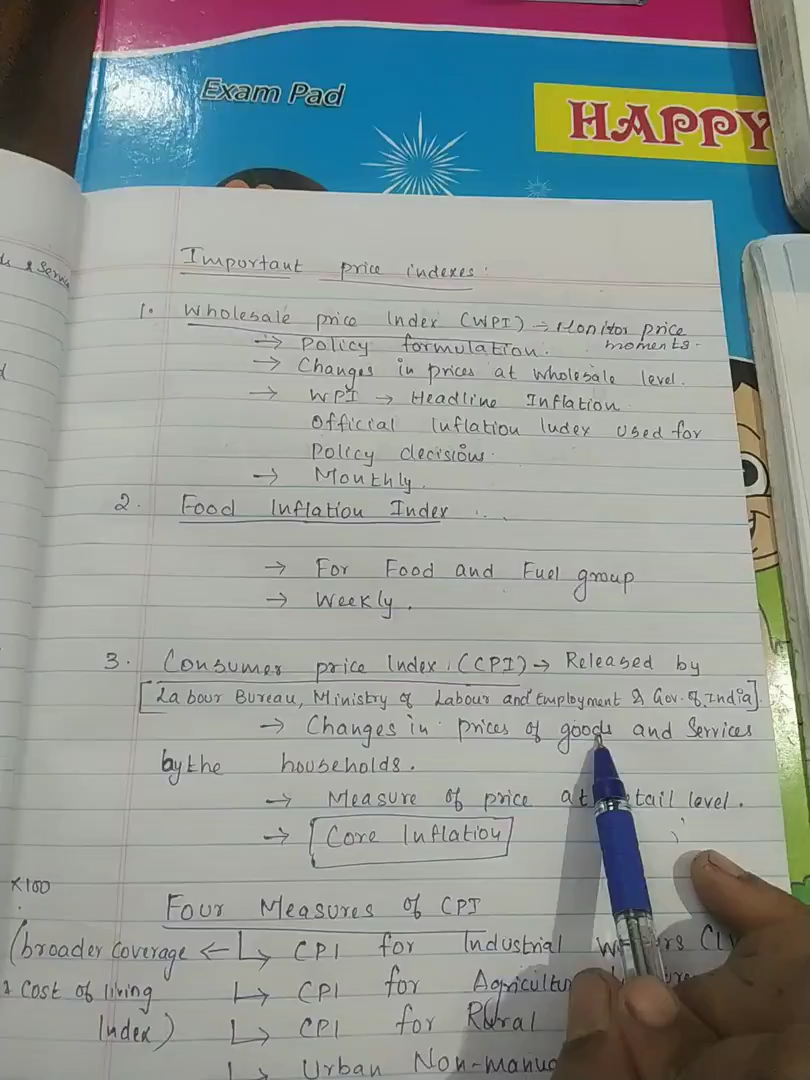 Exam Pad
HAPPY
Important price indexes:
1. Wholesale price Index (WPI) → Monitor price
moments.
→ Policy formulation.
→ Changes in prices at wholesale level.
→ WPI → Headline Inflation
Official Inflation Index used for
Policy decisions.
→ Monthly.
2. Food Inflation Index ...
→ For Food and Fuel group
→ Weekly.
3. Consumer price Index (CPI) → Released by
[Labour Bureau, Ministry of Labour and Employment & Gov. of India]
→ Changes in prices of goods and Services
by the households.
→ Measure of price at tail level.
→ Core Inflation
×100
Four Measures of CPI
(broader coverage ← ↳ CPI for Industrial
& Cost of living ↳ CPI for
Index) ↳ CPI for Rural
↳ Urban